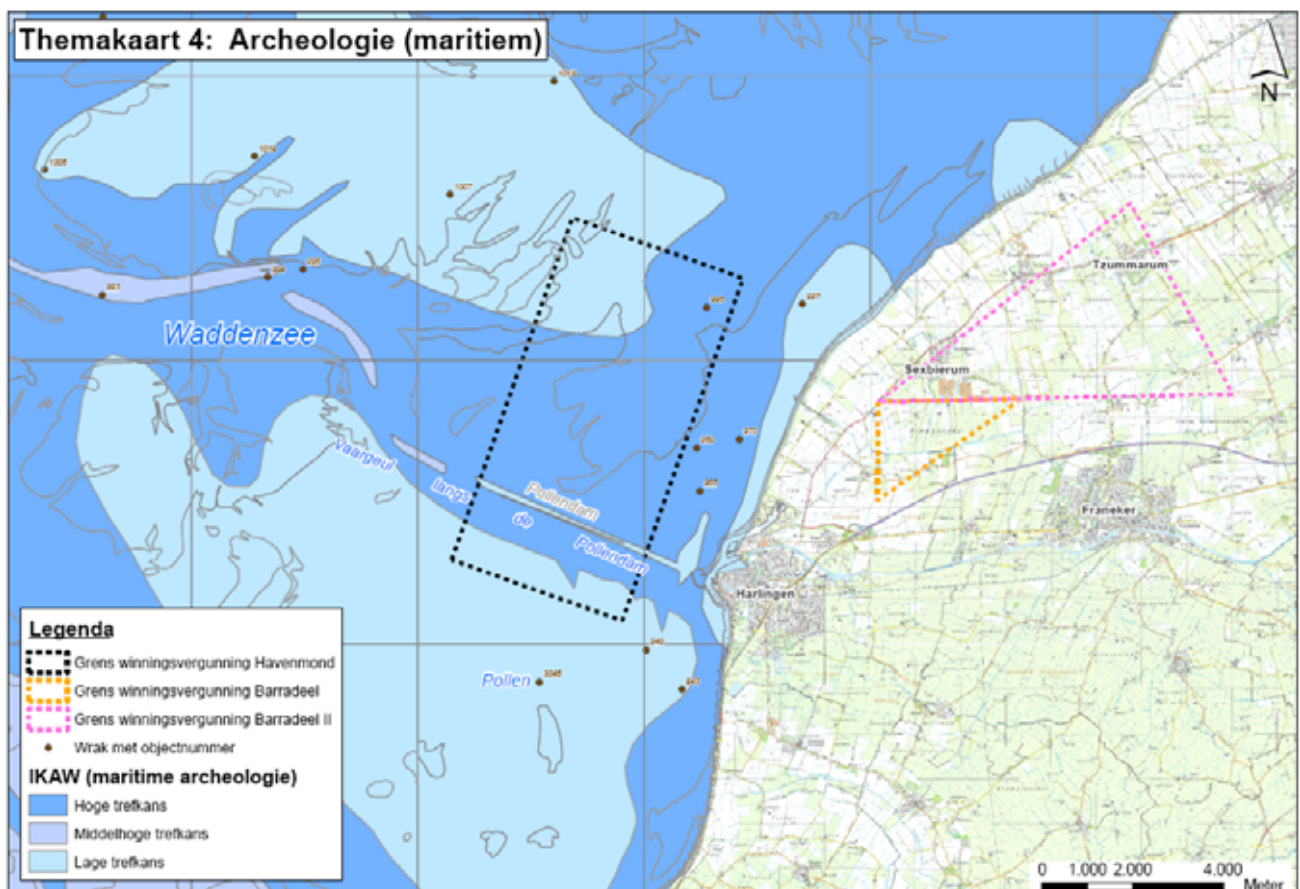 Themakaart 4: Archeologie (maritiem)
N
1007
Tzummarum
Waddenzee
Sexbierum
Vaargeul
langs
de
Pollendam
Pollendam
Franeker
Harlingen
Pollen
Legenda
Grens winningsvergunning Havenmond
Grens winningsvergunning Barradeel
Grens winningsvergunning Barradeel II
Wrak met objectnummer
IKAW (maritime archeologie)
Hoge trefkans
Middelhoge trefkans
Lage trefkans
0 1.000 2.000 4.000
Meter